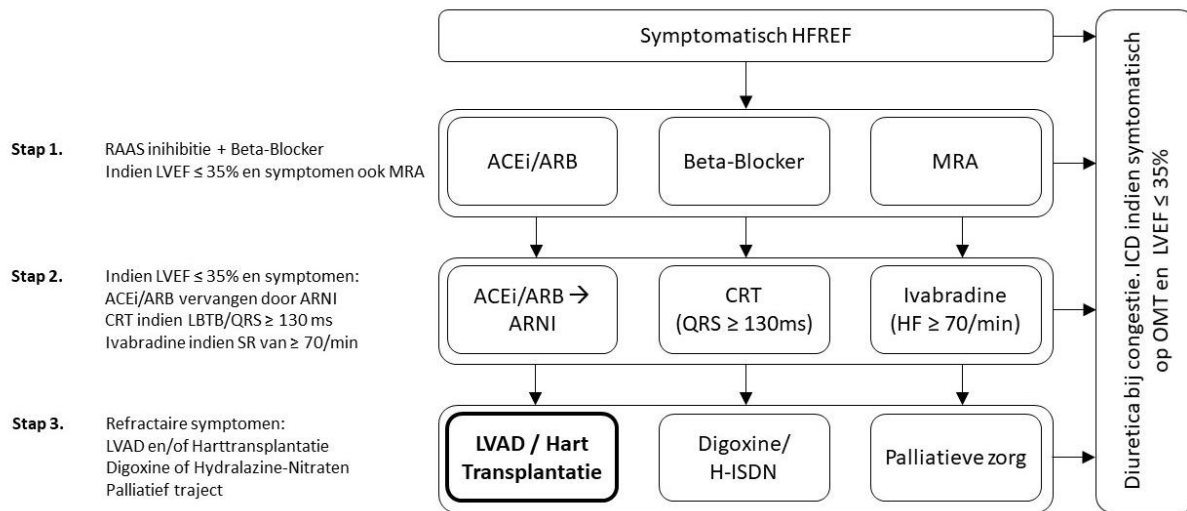 Symptomatisch HFREF
Stap 1.
RAAS inihibitie + Beta-Blocker
Indien LVEF ≤ 35% en symptomen ook MRA
ACEi/ARB
Beta-Blocker
MRA
Stap 2.
Indien LVEF ≤ 35% en symptomen:
ACEi/ARB vervangen door ARNI
CRT indien LBTB/QRS ≥ 130 ms
Ivabradine indien SR van ≥ 70/min
ACEi/ARB →
ARNI
CRT
(QRS ≥ 130ms)
Ivabradine
(HF ≥ 70/min)
Stap 3.
Refractaire symptomen:
LVAD en/of Harttransplantatie
Digoxine of Hydralazine-Nitraten
Palliatief traject
LVAD / Hart
Transplantatie
Digoxine/
H-ISDN
Palliatieve zorg
Diuretica bij congestie. ICD indien symtomatisch
op OMT en LVEF ≤ 35%